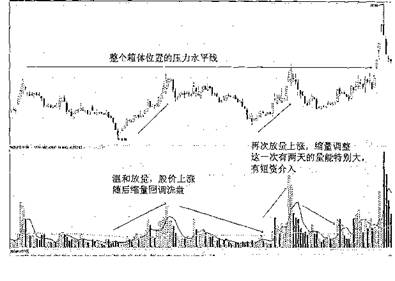 整个箱体位置的压力水平线
再次放量上涨，缩量调整
这一次有两天的量能特别大，
有短资介入
温和放量，股价上涨
随后缩量回调洗盘